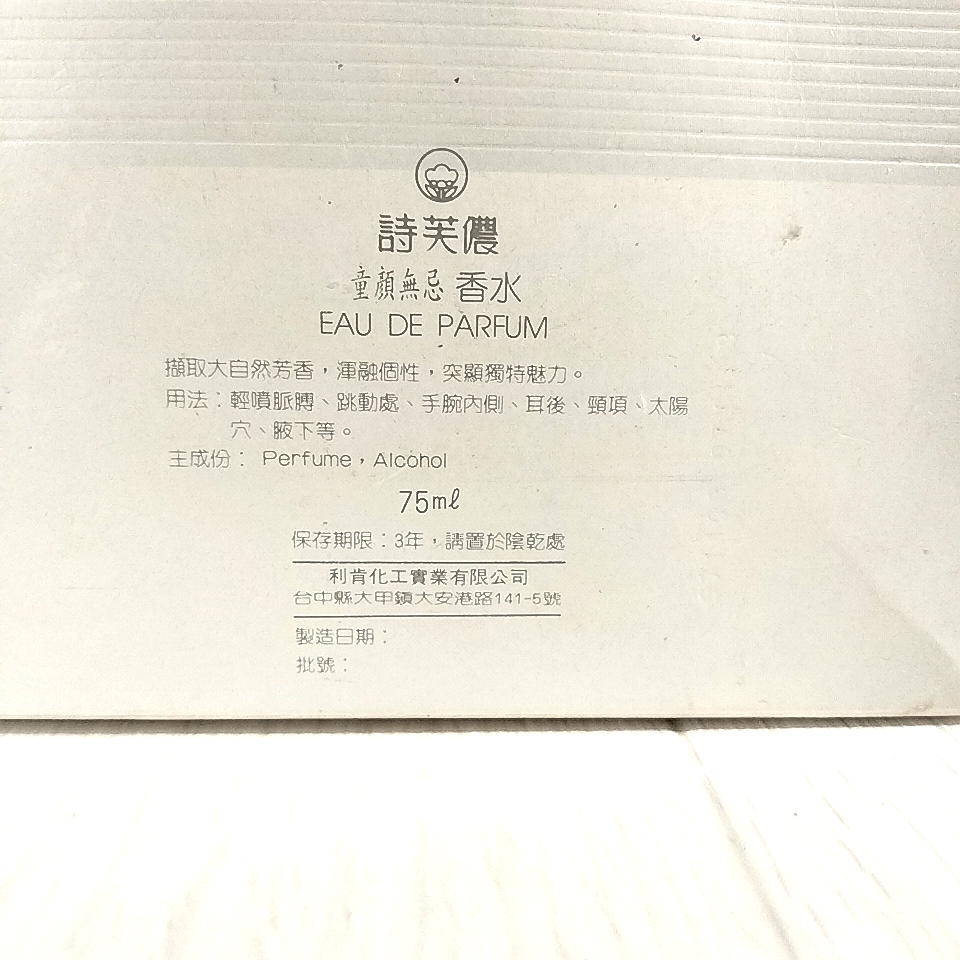 詩芙儂
童顏無忌 香水
EAU DE PARFUM
擷取大自然芳香，渾融個性，突顯獨特魅力。
用法：輕噴脈膊、跳動處、手腕內側、耳後、頸項、太陽
穴、腋下等。
主成份： Perfume，Alcohol
75ml
保存期限：3年，請置於陰乾處
利肯化工實業有限公司
台中縣大甲鎮大安港路141-5號
製造日期：
批號：